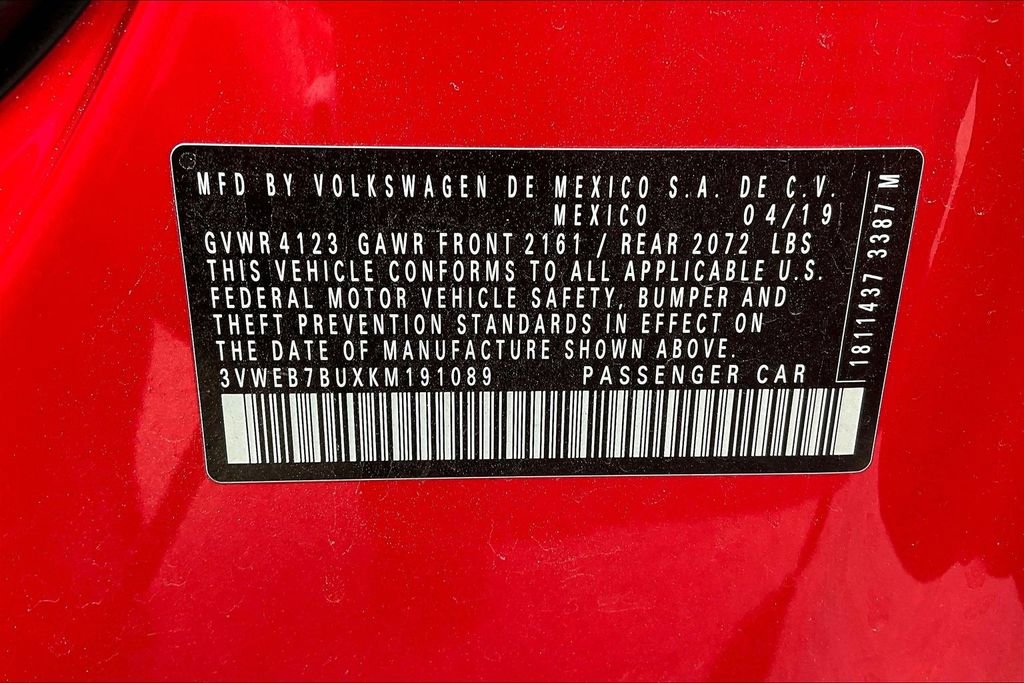 MFD BY VOLKSWAGEN DE MEXICO S.A. DE C.V.
MEXICO 04/19
GVWR 4123 GAWR FRONT 2161 / REAR 2072 LBS
THIS VEHICLE CONFORMS TO ALL APPLICABLE U.S.
FEDERAL MOTOR VEHICLE SAFETY, BUMPER AND
THEFT PREVENTION STANDARDS IN EFFECT ON
THE DATE OF MANUFACTURE SHOWN ABOVE.
3VWEB7BUXKM191089 PASSENGER CAR
1811437 3387 M